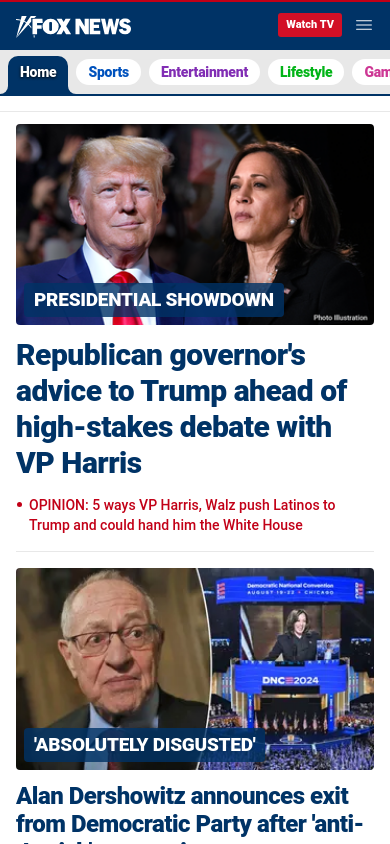 FOX NEWS
Watch TV
Home
Sports
Entertainment
Lifestyle
Gam
PRESIDENTIAL SHOWDOWN
Photo Illustration
Republican governor's
advice to Trump ahead of
high-stakes debate with
VP Harris
OPINION: 5 ways VP Harris, Walz push Latinos to
Trump and could hand him the White House
Democratic National Convention
AUGUST 19-22 • CHICAGO
DNC 2024
'ABSOLUTELY DISGUSTED'
Alan Dershowitz announces exit
from Democratic Party after 'anti-